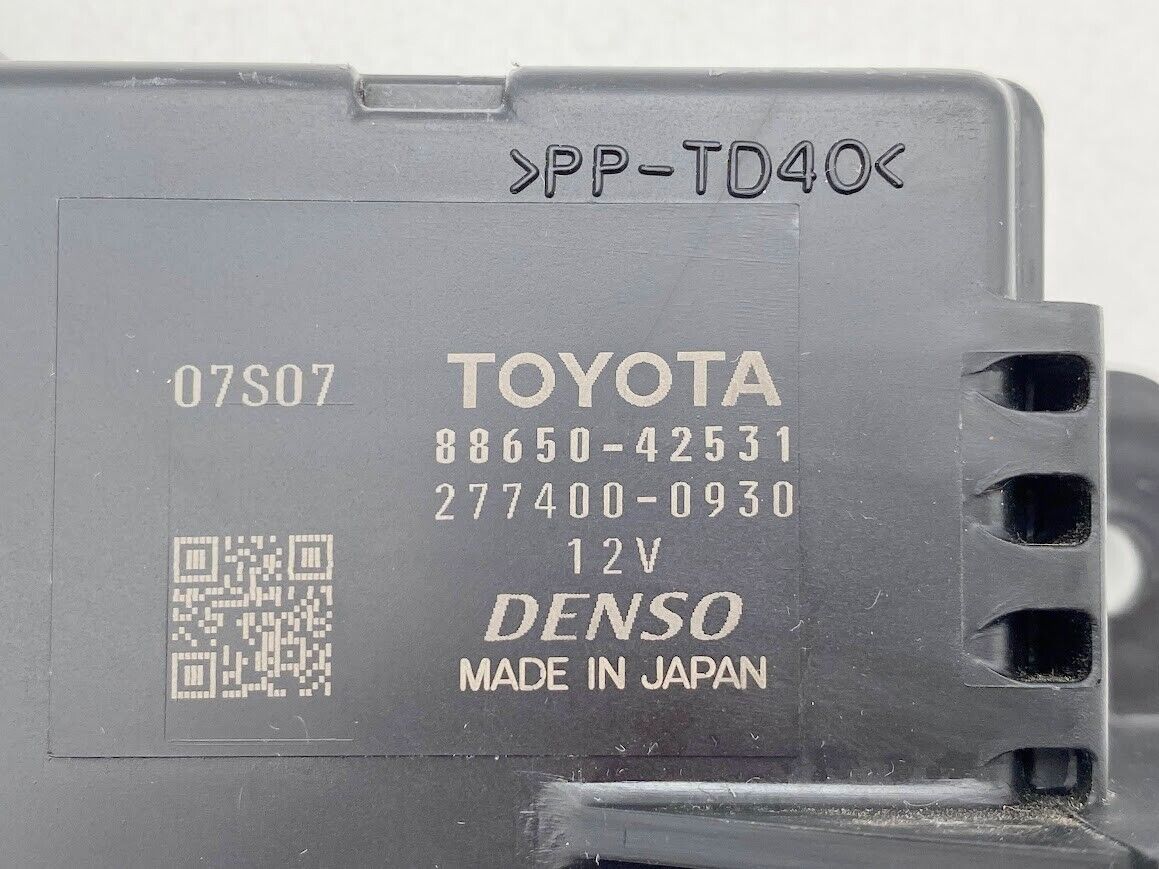 >PP-TD40<
07S07
TOYOTA
88650-42531
277400-0930
12V
DENSO
MADE IN JAPAN